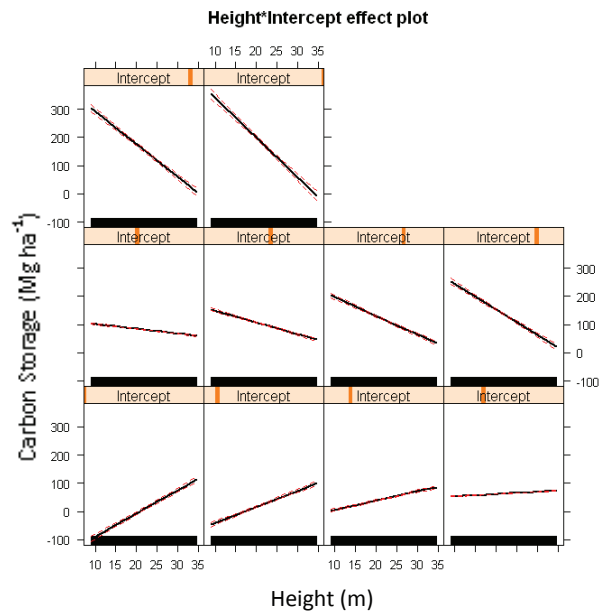 Height*Intercept effect plot
10 15 20 25 30 35
Intercept Intercept
300
200
100
0
-100
Intercept Intercept Intercept Intercept
300
200
100
0
-100
Intercept Intercept Intercept Intercept
300
200
100
0
-100
10 15 20 25 30 35 10 15 20 25 30 35
Carbon Storage (Mg ha⁻¹)
Height (m)